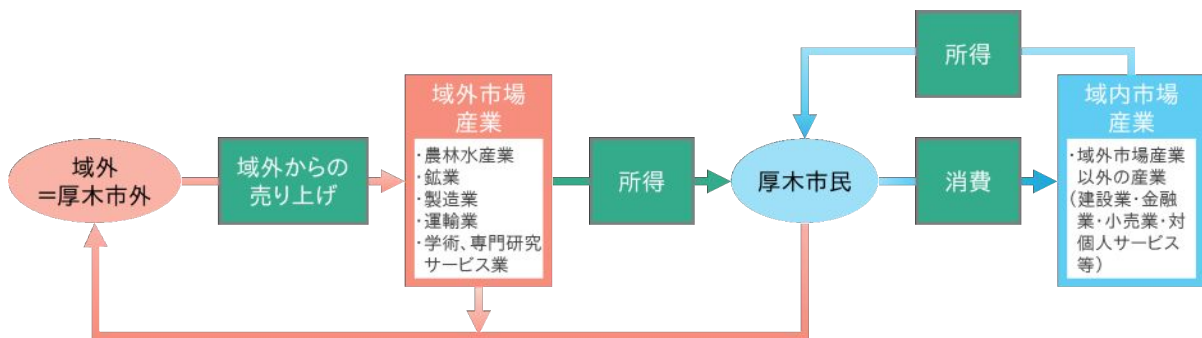 域外
＝厚木市外
域外からの
売り上げ
域外市場
産業
・農林水産業
・鉱業
・製造業
・運輸業
・学術、専門研究
サービス業
所得
厚木市民
消費
所得
域内市場
産業
・域外市場産業
以外の産業
（建設業・金融
業・小売業・対
個人サービス
等）